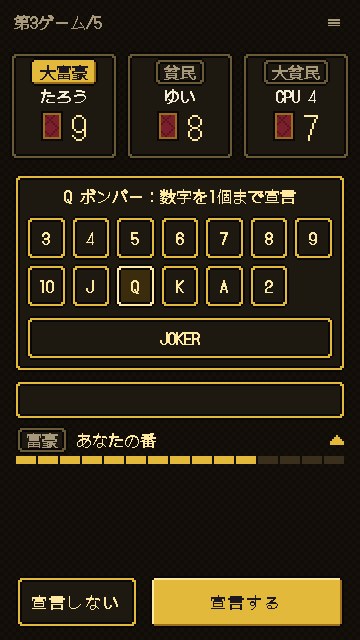 第3ゲーム/5
大富豪 貧民 大貧民
たろう ゆい CPU 4
9 8 7
Q ボンバー：数字を1個まで宣言
3 4 5 6 7 8 9
10 J Q K A 2
JOKER
富豪 あなたの番
宣言しない 宣言する